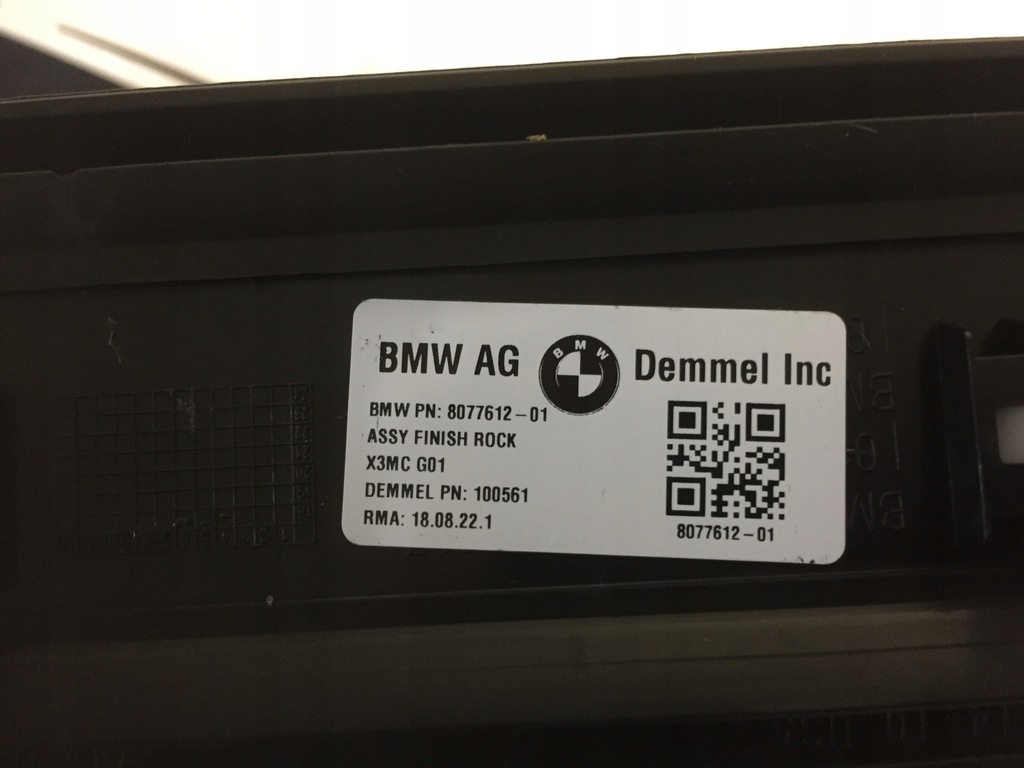 BMW AG BMW Demmel Inc
BMW PN: 8077612-01
ASSY FINISH ROCK
X3MC G01
DEMMEL PN: 100561
RMA: 18.08.22.1
8077612-01